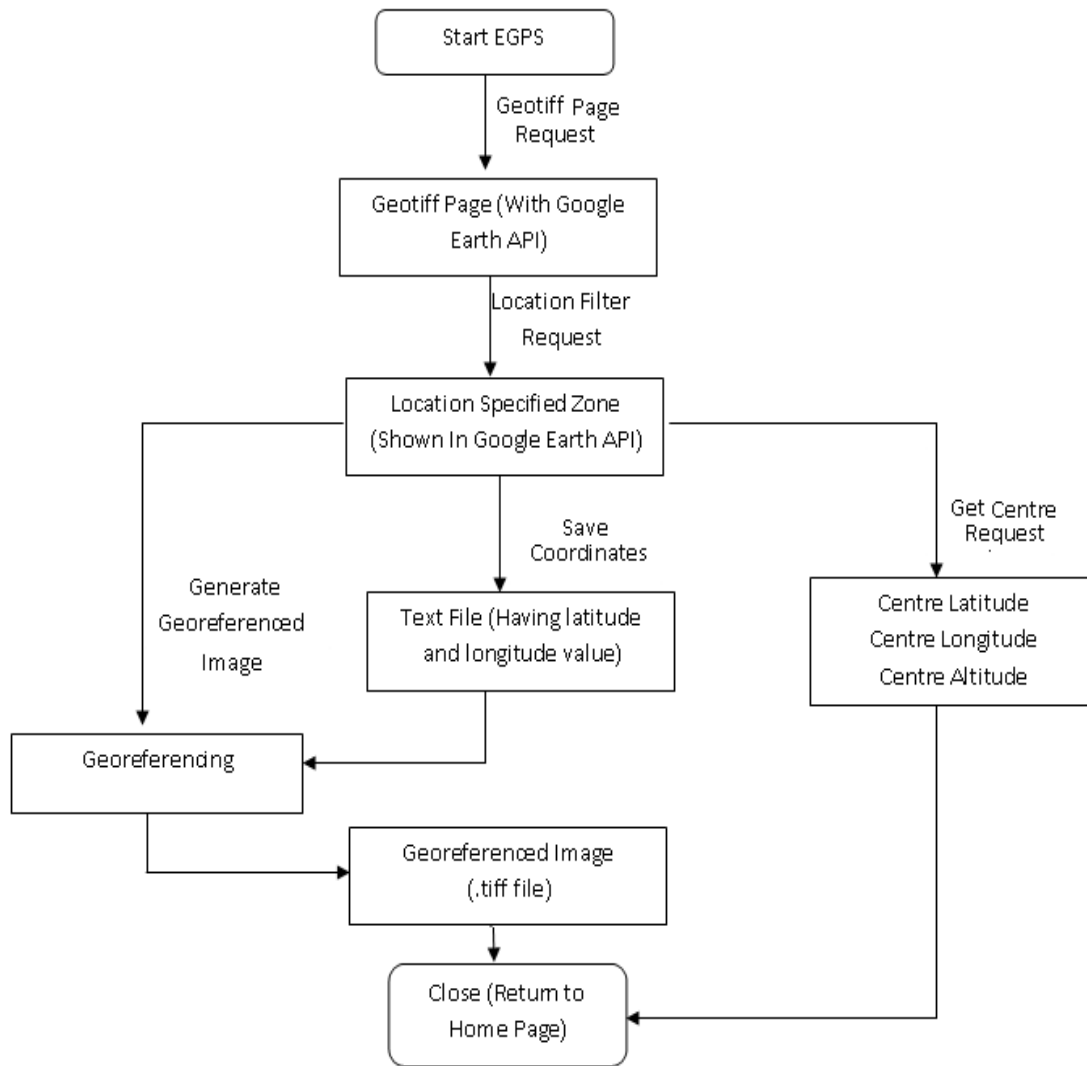 Start EGPS
Geotiff Page
Request
Geotiff Page (With Google
Earth API)
Location Filter
Request
Location Specified Zone
(Shown In Google Earth API)
Get Centre
Request
Save
Coordinates
Generate
Georeferenced
Image
Text File (Having latitude
and longitude value)
Centre Latitude
Centre Longitude
Centre Altitude
Georeferencing
Georeferenced Image
(.tiff file)
Close (Return to
Home Page)